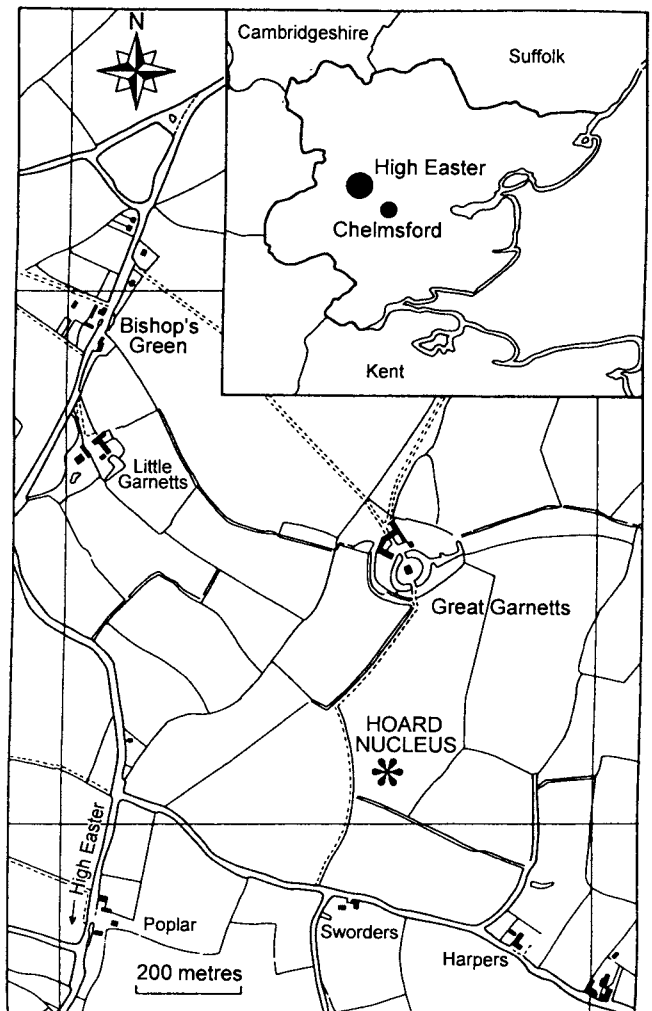 N
Cambridgeshire
Suffolk
High Easter
Chelmsford
Kent
Bishop's
Green
Little
Garnetts
Great Garnetts
HOARD
NUCLEUS
High Easter
Poplar
Sworders
Harpers
200 metres